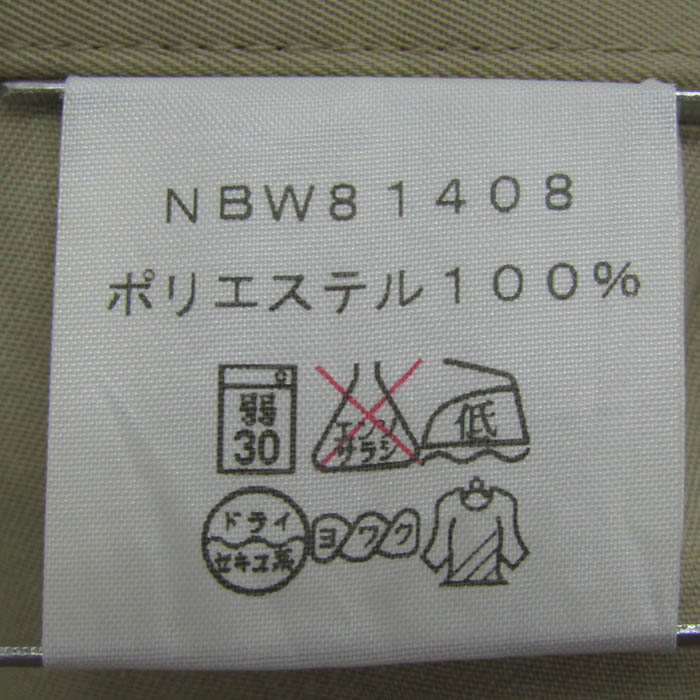 NBW81408
ポリエステル100%
弱 30 エンソサラシ 低
ドライ セキユ系 ヨワク